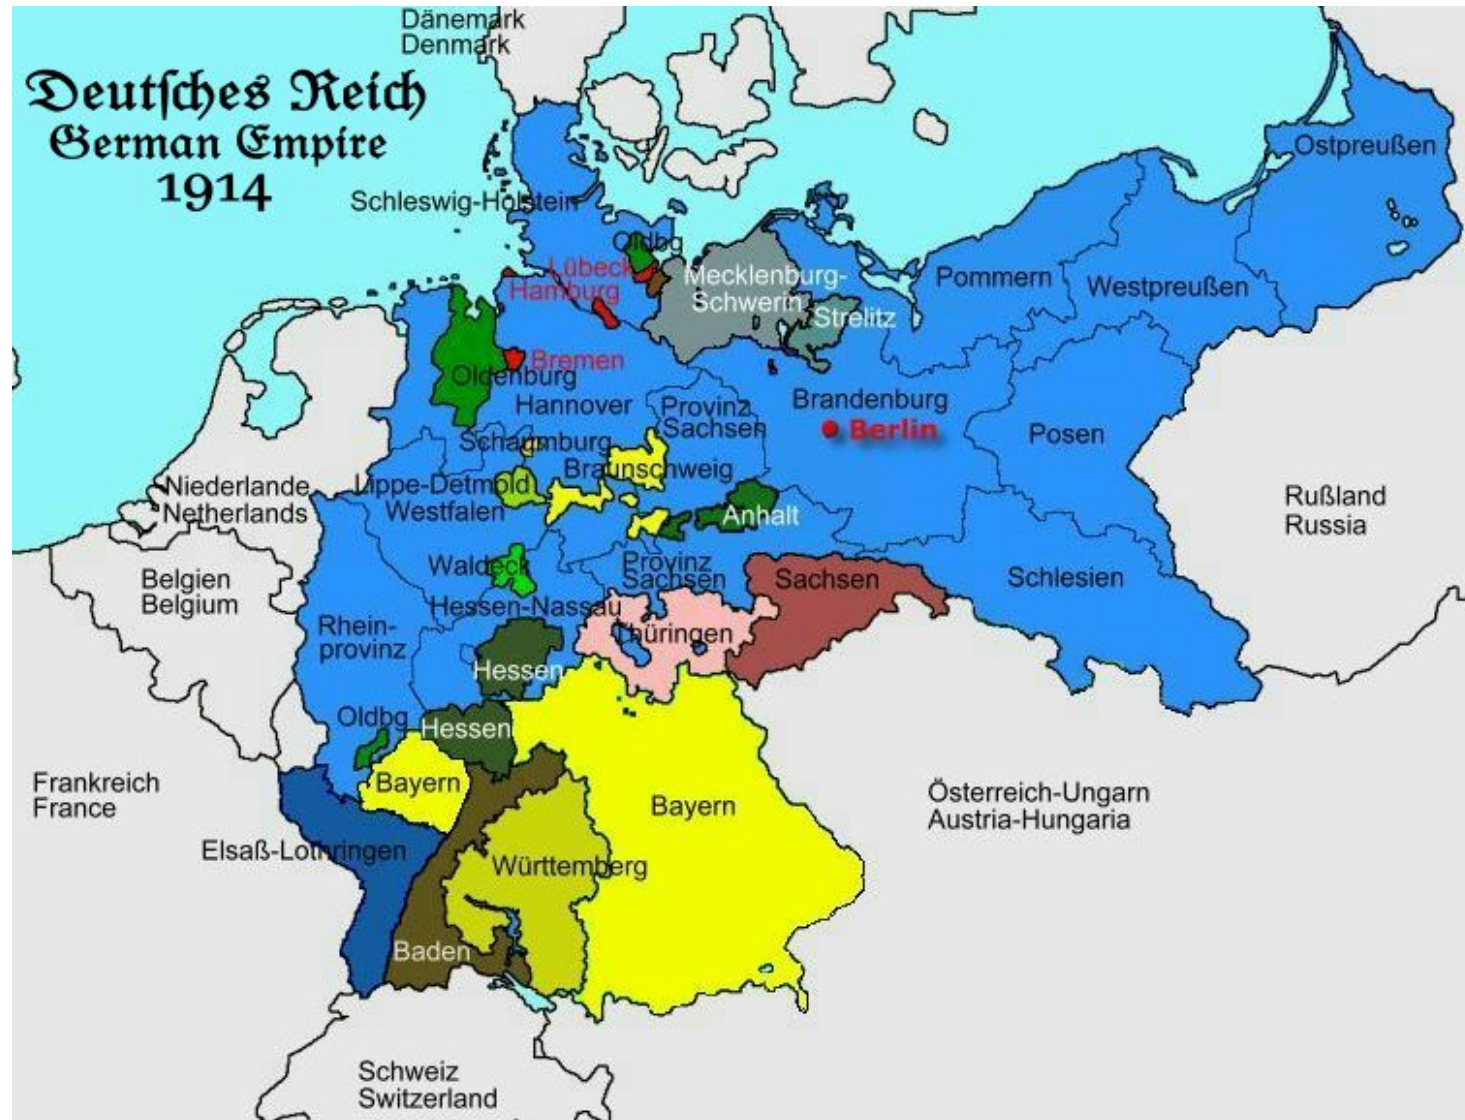 Dänemark
Denmark
Deutſches Reich
German Empire
1914
Ostpreußen
Schleswig-Holstein
Oldbg
Lübeck
Hamburg
Mecklenburg-
Schwerin
Strelitz
Pommern
Westpreußen
Bremen
Oldenburg
Hannover
Provinz
Sachsen
Brandenburg
Berlin
Posen
Schaumburg
Braunschweig
Lippe-Detmold
Westfalen
Anhalt
Niederlande
Netherlands
Rußland
Russia
Waldeck
Provinz
Sachsen
Sachsen
Schlesien
Belgien
Belgium
Hessen-Nassau
Rhein-
provinz
Thüringen
Hessen
Oldbg
Hessen
Bayern
Bayern
Frankreich
France
Österreich-Ungarn
Austria-Hungaria
Elsaß-Lothringen
Württemberg
Baden
Schweiz
Switzerland